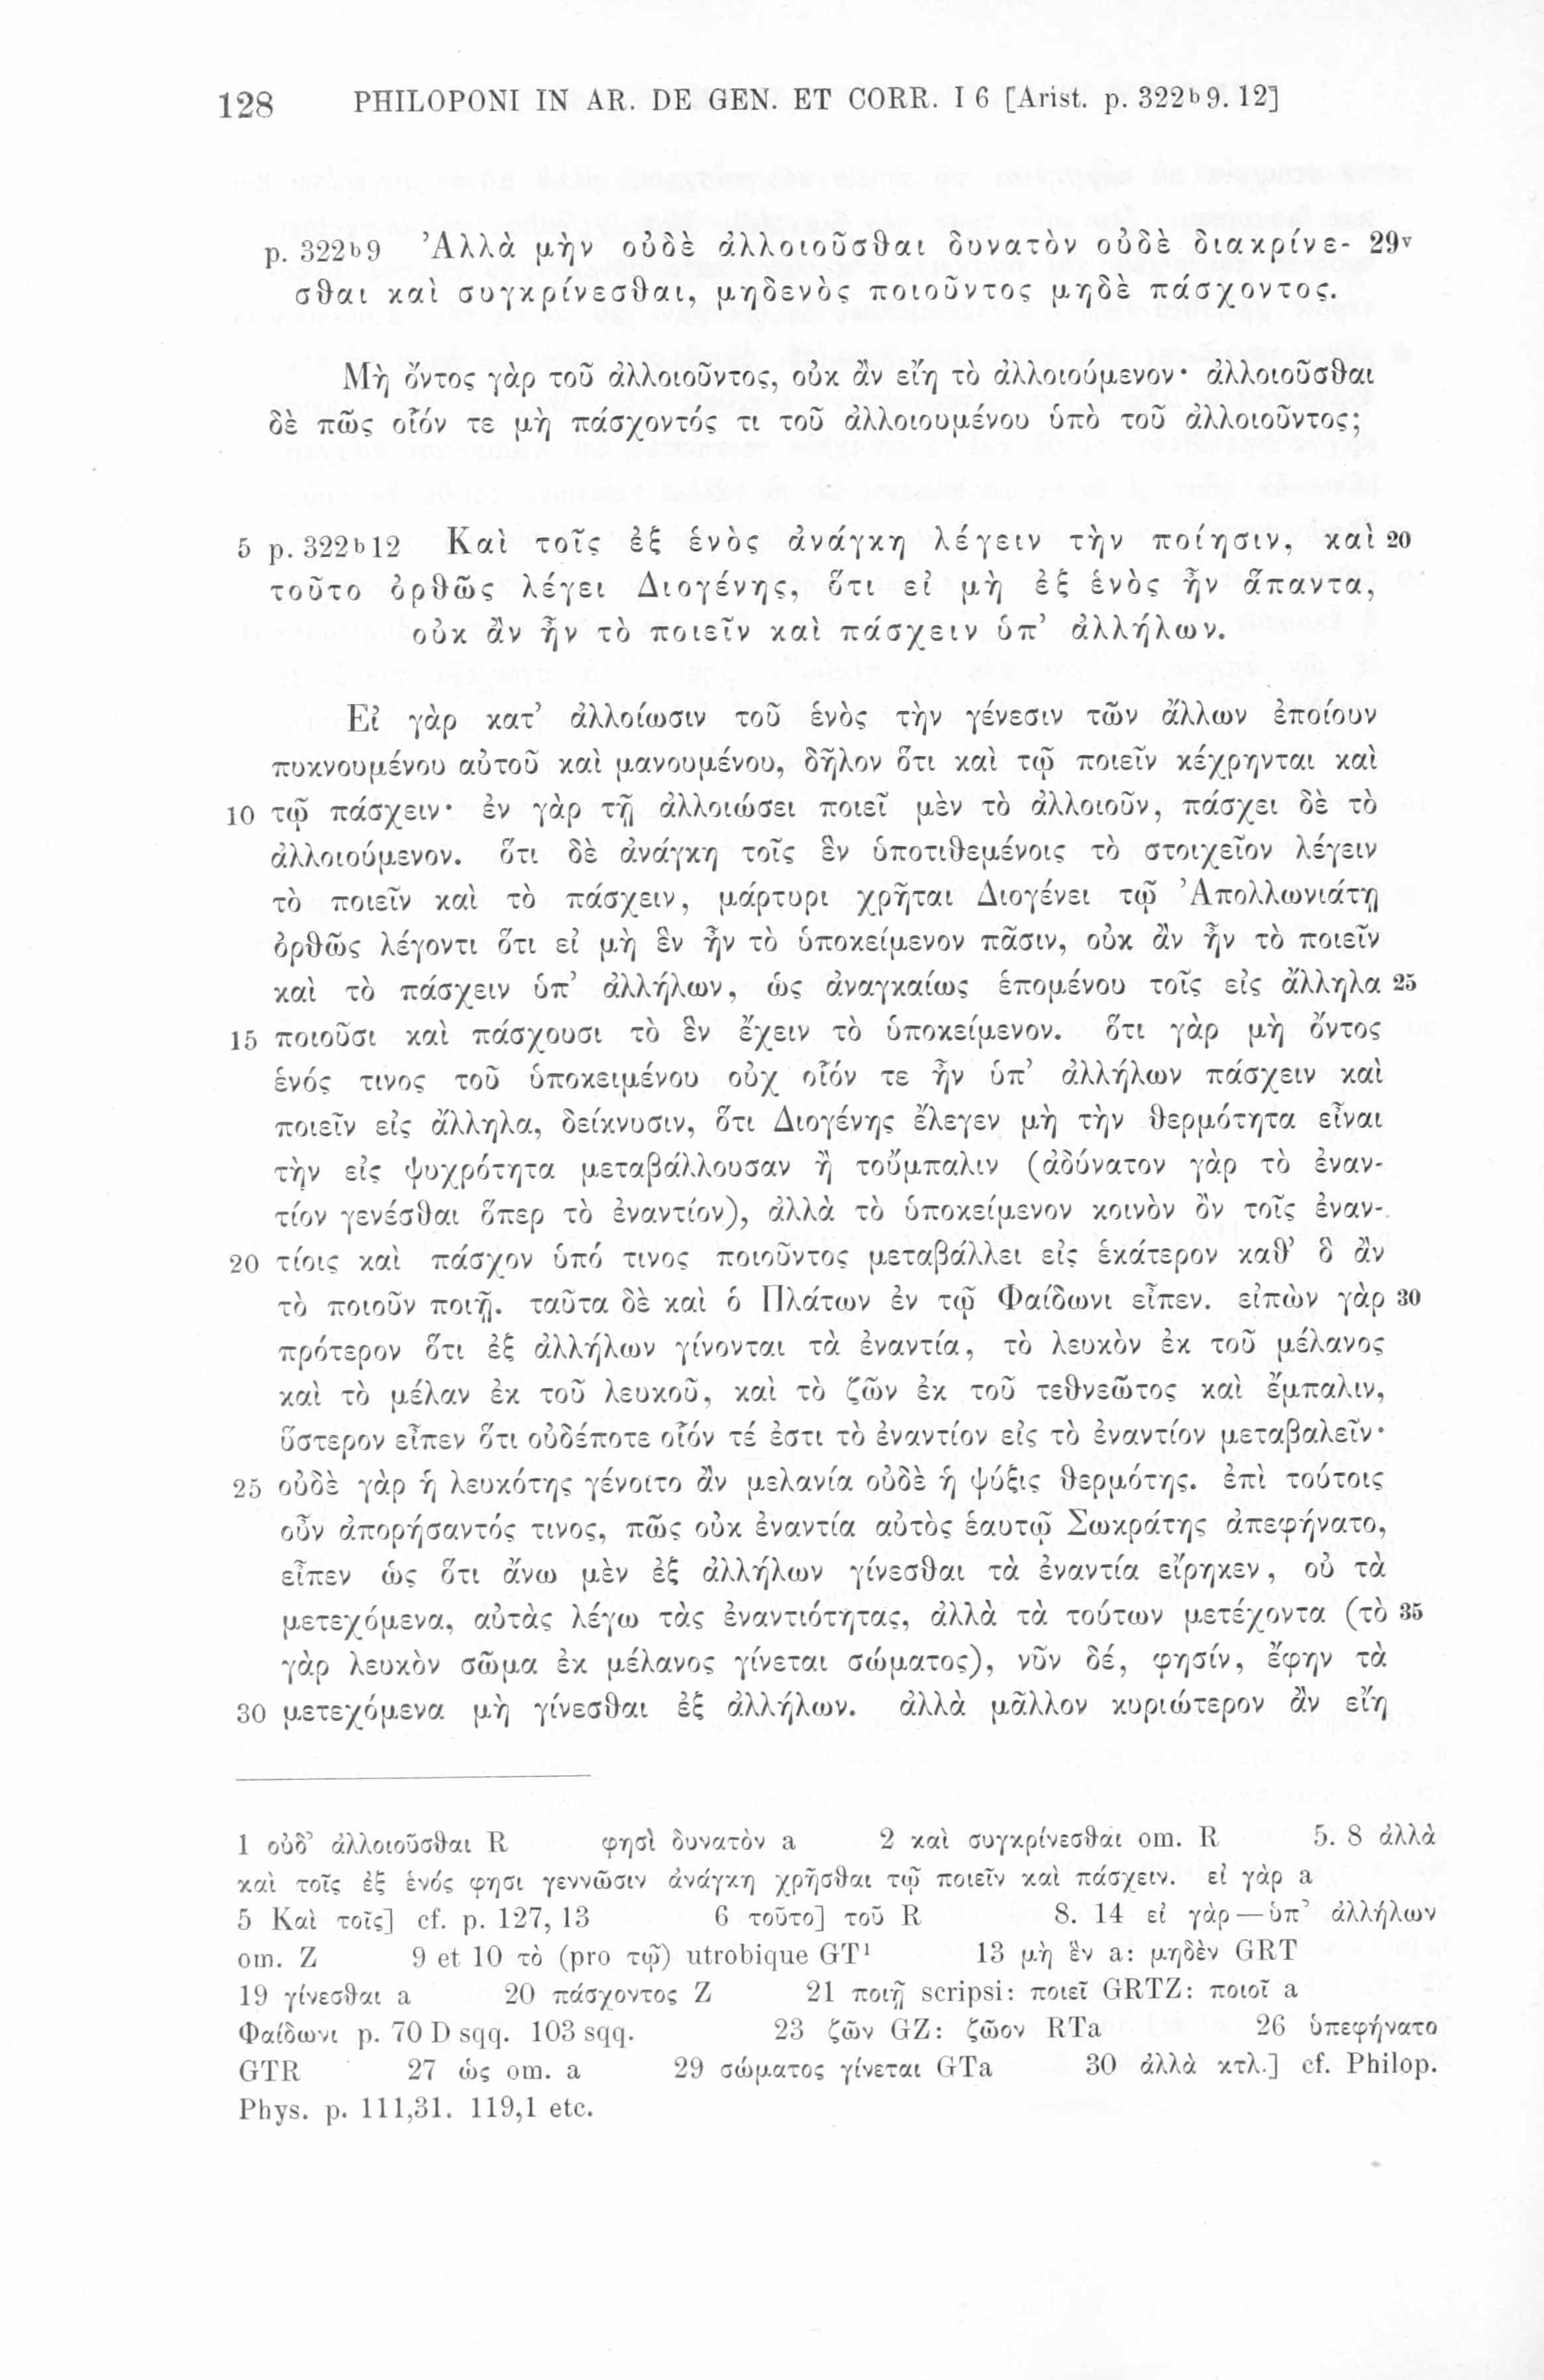 128 PHILOPONI IN AR. DE GEN. ET CORR. I 6 [Arist. p. 322b9. 12]
p. 322b9 Ἀλλὰ μὴν οὐδὲ ἀλλοιοῦσθαι δυνατὸν οὐδὲ διακρίνε- 29v
σθαι καὶ συγκρίνεσθαι, μηδενὸς ποιοῦντος μηδὲ πάσχοντος.
Μὴ ὄντος γὰρ τοῦ ἀλλοιοῦντος, οὐκ ἂν εἴη τὸ ἀλλοιούμενον· ἀλλοιοῦσθαι
δὲ πῶς οἷόν τε μὴ πάσχοντός τι τοῦ ἀλλοιουμένου ὑπὸ τοῦ ἀλλοιοῦντος;
5 p. 322b12 Καὶ τοῖς ἐξ ἑνὸς ἀνάγκη λέγειν τὴν ποίησιν, καὶ 20
τοῦτο ὀρθῶς λέγει Διογένης, ὅτι εἰ μὴ ἐξ ἑνὸς ἦν ἅπαντα,
οὐκ ἂν ἦν τὸ ποιεῖν καὶ πάσχειν ὑπ’ ἀλλήλων.
Εἰ γὰρ κατ’ ἀλλοίωσιν τοῦ ἑνὸς τὴν γένεσιν τῶν ἄλλων ἐποίουν
πυκνουμένου αὐτοῦ καὶ μανουμένου, δῆλον ὅτι καὶ τῷ ποιεῖν κέχρηνται καὶ
10 τῷ πάσχειν· ἐν γὰρ τῇ ἀλλοιώσει ποιεῖ μὲν τὸ ἀλλοιοῦν, πάσχει δὲ τὸ
ἀλλοιούμενον. ὅτι δὲ ἀνάγκη τοῖς ἓν ὑποτιθεμένοις τὸ στοιχεῖον λέγειν
τὸ ποιεῖν καὶ τὸ πάσχειν, μάρτυρι χρῆται Διογένει τῷ Ἀπολλωνιάτῃ
ὀρθῶς λέγοντι ὅτι εἰ μὴ ἓν ἦν τὸ ὑποκείμενον πᾶσιν, οὐκ ἂν ἦν τὸ ποιεῖν
καὶ τὸ πάσχειν ὑπ’ ἀλλήλων, ὡς ἀναγκαίως ἑπομένου τοῖς εἰς ἄλληλα 25
15 ποιοῦσι καὶ πάσχουσι τὸ ἓν ἔχειν τὸ ὑποκείμενον. ὅτι γὰρ μὴ ὄντος
ἑνός τινος τοῦ ὑποκειμένου οὐχ οἷόν τε ἦν ὑπ’ ἀλλήλων πάσχειν καὶ
ποιεῖν εἰς ἄλληλα, δείκνυσιν, ὅτι Διογένης ἔλεγεν μὴ τὴν θερμότητα εἶναι
τὴν εἰς ψυχρότητα μεταβάλλουσαν ἢ τοὔμπαλιν (ἀδύνατον γὰρ τὸ ἐναν-
τίον γενέσθαι ὅπερ τὸ ἐναντίον), ἀλλὰ τὸ ὑποκείμενον κοινὸν ὂν τοῖς ἐναν-
20 τίοις καὶ πάσχον ὑπό τινος ποιοῦντος μεταβάλλει εἰς ἑκάτερον καθ’ ὃ ἂν
τὸ ποιοῦν ποιῇ. ταῦτα δὲ καὶ ὁ Πλάτων ἐν τῷ Φαίδωνι εἶπεν. εἰπὼν γὰρ 30
πρότερον ὅτι ἐξ ἀλλήλων γίνονται τὰ ἐναντία, τὸ λευκὸν ἐκ τοῦ μέλανος
καὶ τὸ μέλαν ἐκ τοῦ λευκοῦ, καὶ τὸ ζῶν ἐκ τοῦ τεθνεῶτος καὶ ἔμπαλιν,
ὕστερον εἶπεν ὅτι οὐδέποτε οἷόν τέ ἐστι τὸ ἐναντίον εἰς τὸ ἐναντίον μεταβαλεῖν·
25 οὐδὲ γὰρ ἡ λευκότης γένοιτο ἂν μελανία οὐδὲ ἡ ψύξις θερμότης. ἐπὶ τούτοις
οὖν ἀπορήσαντός τινος, πῶς οὐκ ἐναντία αὐτὸς ἑαυτῷ Σωκράτης ἀπεφήνατο,
εἶπεν ὡς ὅτι ἄνω μὲν ἐξ ἀλλήλων γίνεσθαι τὰ ἐναντία εἴρηκεν, οὐ τὰ
μετεχόμενα, αὐτὰς λέγω τὰς ἐναντιότητας, ἀλλὰ τὰ τούτων μετέχοντα (τὸ 35
γὰρ λευκὸν σῶμα ἐκ μέλανος γίνεται σώματος), νῦν δέ, φησίν, ἔφην τὰ
30 μετεχόμενα μὴ γίνεσθαι ἐξ ἀλλήλων. ἀλλὰ μᾶλλον κυριώτερον ἂν εἴη
1 οὐδ’ ἀλλοιοῦσθαι R φησὶ δυνατὸν a 2 καὶ συγκρίνεσθαι om. R 5. 8 ἀλλὰ
καὶ τοῖς ἐξ ἑνός φησι γεννῶσιν ἀνάγκη χρῆσθαι τῷ ποιεῖν καὶ πάσχειν. εἰ γὰρ a
5 Καὶ τοῖς] cf. p. 127, 13 6 τοῦτο] τοῦ R 8. 14 εἰ γὰρ — ὑπ’ ἀλλήλων
om. Z 9 et 10 τὸ (pro τῷ) utrobique GT¹ 13 μὴ ἓν a: μηδὲν GRT
19 γίνεσθαι a 20 πάσχοντος Z 21 ποιῇ scripsi: ποιεῖ GRTZ: ποιοῖ a
Φαίδωνι p. 70 D sqq. 103 sqq. 23 ζῶν GZ: ζῶον RTa 26 ὑπεφήνατο
GTR 27 ὡς om. a 29 σώματος γίνεται GTa 30 ἀλλὰ κτλ.] cf. Philop.
Phys. p. 111,31. 119,1 etc.